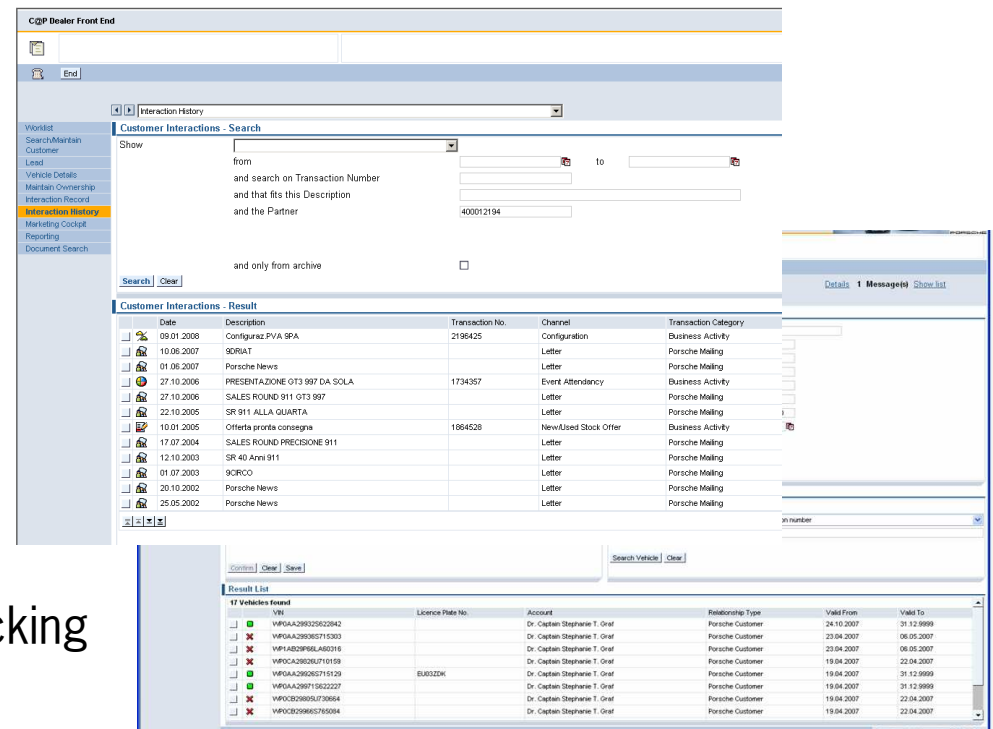 C@P Dealer Front End
End
Interaction History
Worklist
Search/Maintain Customer
Lead
Vehicle Details
Maintain Ownership
Interaction Record
Interaction History
Marketing Cockpit
Reporting
Document Search
Customer Interactions - Search
Show
from to
and search on Transaction Number
and that fits this Description
and the Partner 400012194
and only from archive
Search Clear
Customer Interactions - Result
Date Description Transaction No. Channel Transaction Category
09.01.2008 Configuraz.PVA 9PA 2196425 Configuration Business Activity
10.06.2007 9DRIAT Letter Porsche Mailing
01.06.2007 Porsche News Letter Porsche Mailing
27.10.2006 PRESENTAZIONE GT3 997 DA SOLA 1734357 Event Attendancy Business Activity
27.10.2006 SALES ROUND 911 GT3 997 Letter Porsche Mailing
22.10.2005 SR 911 ALLA QUARTA Letter Porsche Mailing
10.01.2005 Offerta pronta consegna 1864528 New/Used Stock Offer Business Activity
17.07.2004 SALES ROUND PRECISIONE 911 Letter Porsche Mailing
12.10.2003 SR 40 Anni 911 Letter Porsche Mailing
01.07.2003 9CIRCO Letter Porsche Mailing
20.10.2002 Porsche News Letter Porsche Mailing
25.05.2002 Porsche News Letter Porsche Mailing
PORSCHE
Details 1 Message(s) Show list
on number
Search Vehicle Clear
Confirm Clear Save
cking
Result List
17 Vehicles found
VIN Licence Plate No. Account Relationship Type Valid From Valid To
WP0AA29932S622842 Dr. Captain Stephanie T. Graf Porsche Customer 24.10.2007 31.12.9999
WP0AA29936S715303 Dr. Captain Stephanie T. Graf Porsche Customer 23.04.2007 06.05.2007
WP1AB29P66LA60316 Dr. Captain Stephanie T. Graf Porsche Customer 23.04.2007 06.05.2007
WP0CA29826U710159 Dr. Captain Stephanie T. Graf Porsche Customer 19.04.2007 22.04.2007
WP0AA29926S715129 EU03ZDK Dr. Captain Stephanie T. Graf Porsche Customer 19.04.2007 31.12.9999
WP0AA29971S622227 Dr. Captain Stephanie T. Graf Porsche Customer 19.04.2007 31.12.9999
WP0CB29805U730664 Dr. Captain Stephanie T. Graf Porsche Customer 19.04.2007 22.04.2007
WP0CB29966S765084 Dr. Captain Stephanie T. Graf Porsche Customer 19.04.2007 22.04.2007